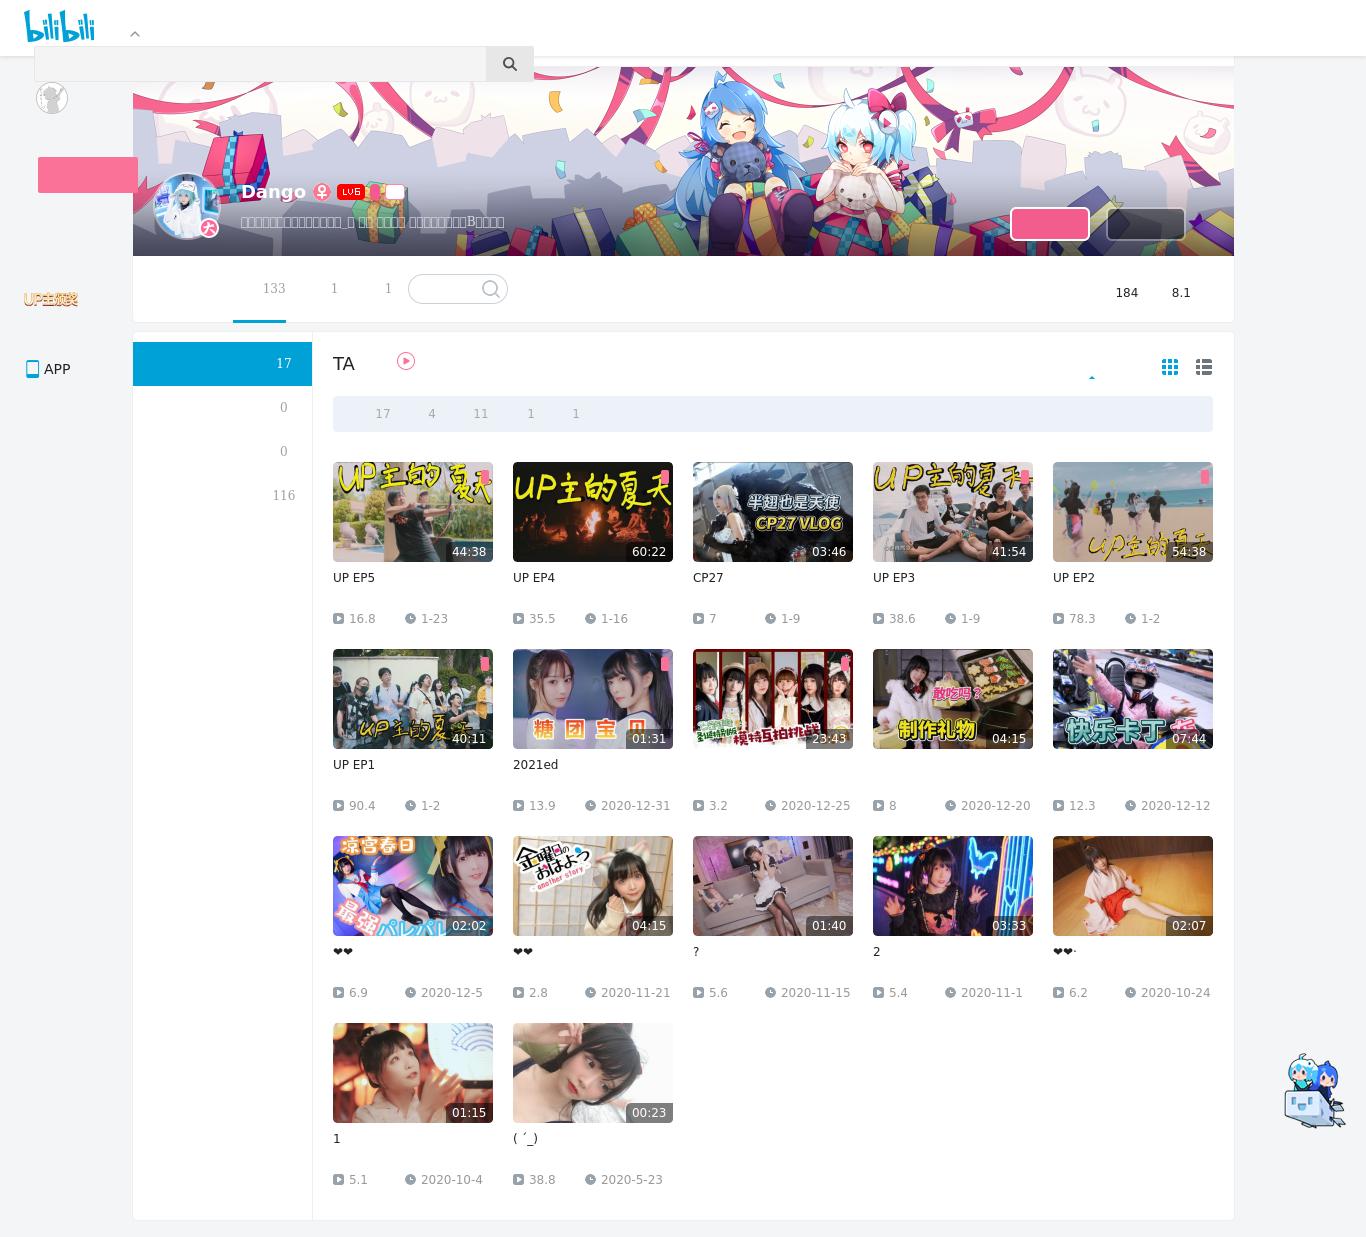 bilibili
Dango LV6
133 1 1
184 8.1
UP主颁奖
APP
17
0
0
116
TA
17 4 11 1 1
UP主的夏天
44:38
UP EP5
16.8 1-23
UP主的夏天
60:22
UP EP4
35.5 1-16
半翅也是天使
CP27 VLOG
03:46
CP27
7 1-9
UP主的夏天
41:54
UP EP3
38.6 1-9
UP主的夏天
54:38
UP EP2
78.3 1-2
UP主的夏天
40:11
UP EP1
90.4 1-2
糖团宝贝
01:31
2021ed
13.9 2020-12-31
模特互拍挑战
23:43
3.2 2020-12-25
敢吃吗?
制作礼物
04:15
8 2020-12-20
快乐卡丁
07:44
12.3 2020-12-12
凉宫春日
最强パレパレ
02:02
❤❤
6.9 2020-12-5
金曜日の
おはよう
-another story-
04:15
❤❤
2.8 2020-11-21
01:40
?
5.6 2020-11-15
03:33
2
5.4 2020-11-1
02:07
❤❤·
6.2 2020-10-24
01:15
1
5.1 2020-10-4
00:23
( ´_)
38.8 2020-5-23